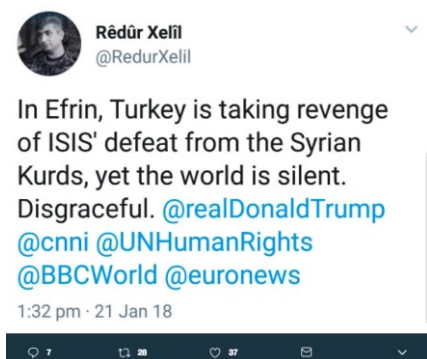 Rêdûr Xelîl
@RedurXelil
In Efrin, Turkey is taking revenge
of ISIS' defeat from the Syrian
Kurds, yet the world is silent.
Disgraceful. @realDonaldTrump
@cnni @UNHumanRights
@BBCWorld @euronews
1:32 pm · 21 Jan 18
7 28 37